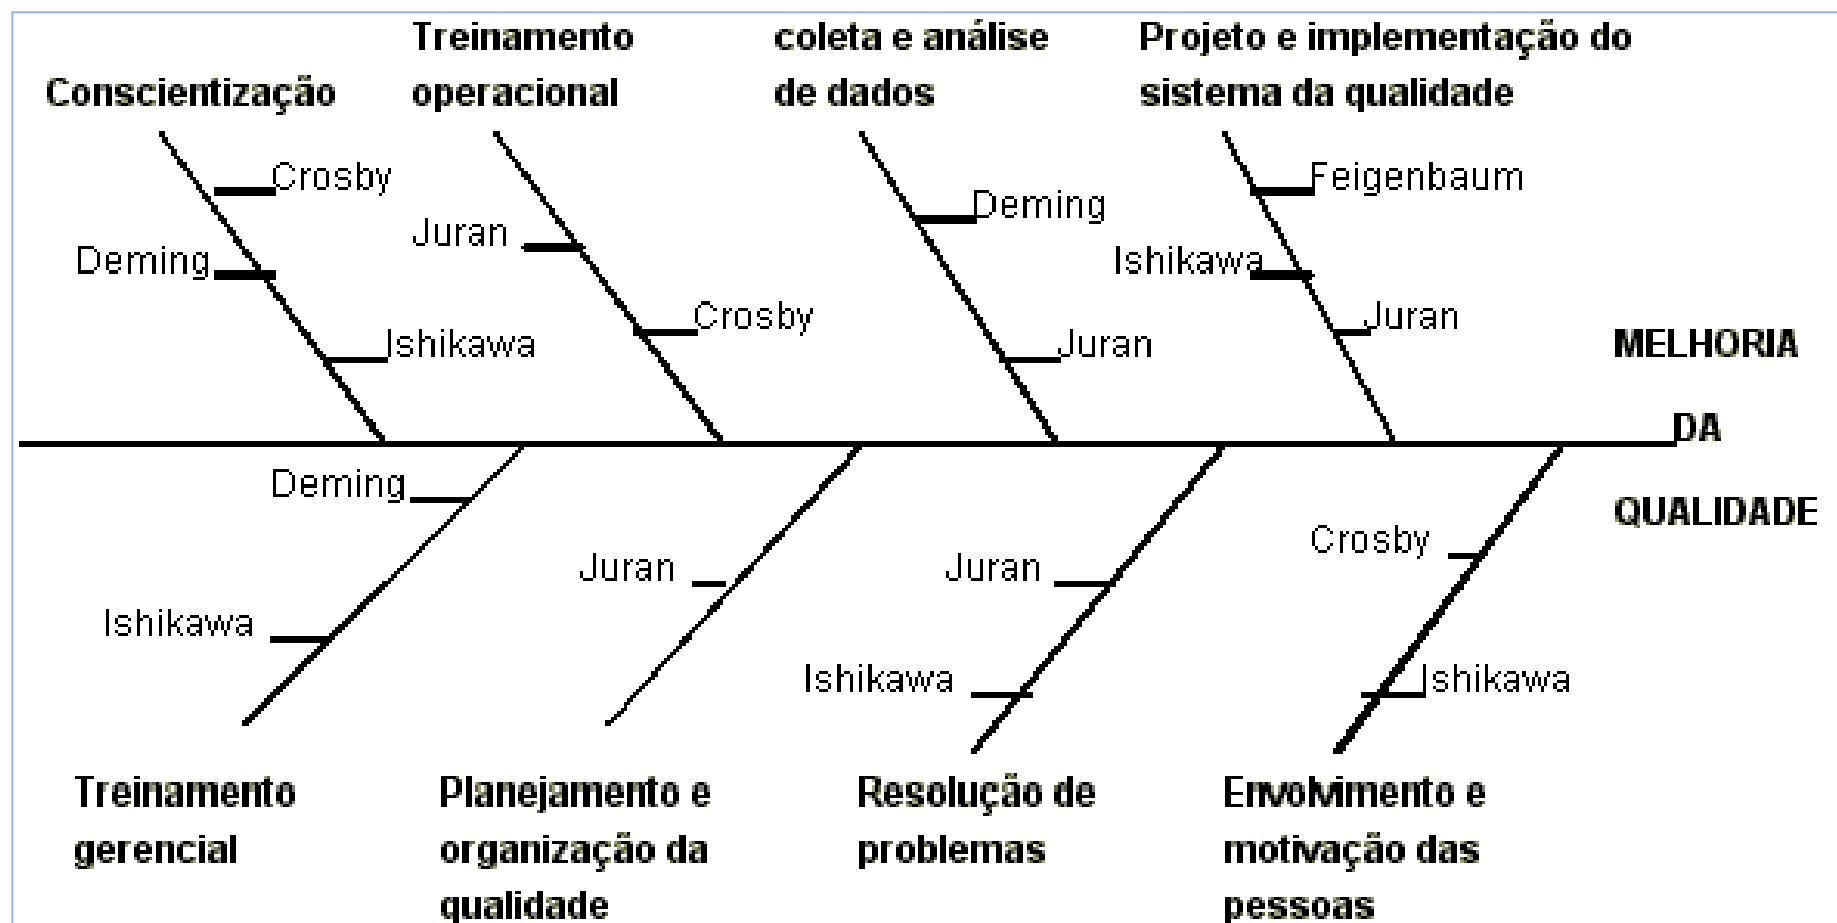 Conscientização
Treinamento
operacional
coleta e análise
de dados
Projeto e implementação do
sistema da qualidade
Crosby
Deming
Ishikawa
Juran
Crosby
Deming
Juran
Feigenbaum
Ishikawa
Juran
MELHORIA
DA
QUALIDADE
Deming
Ishikawa
Juran
Juran
Ishikawa
Crosby
Ishikawa
Treinamento
gerencial
Planejamento e
organização da
qualidade
Resolução de
problemas
Envolvimento e
motivação das
pessoas